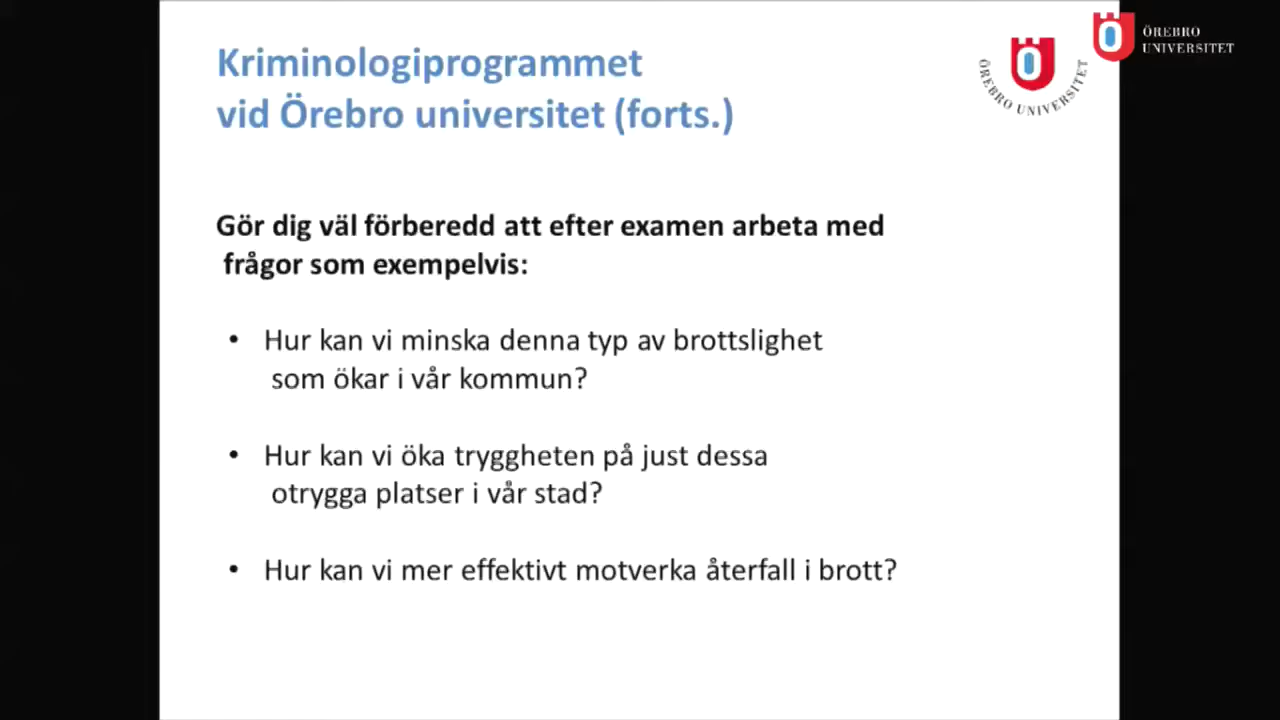 Kriminologiprogrammet
vid Örebro universitet (forts.)
ÖREBRO UNIVERSITET
ÖREBRO
UNIVERSITET
Gör dig väl förberedd att efter examen arbeta med
frågor som exempelvis:
• Hur kan vi minska denna typ av brottslighet
som ökar i vår kommun?
• Hur kan vi öka tryggheten på just dessa
otrygga platser i vår stad?
• Hur kan vi mer effektivt motverka återfall i brott?